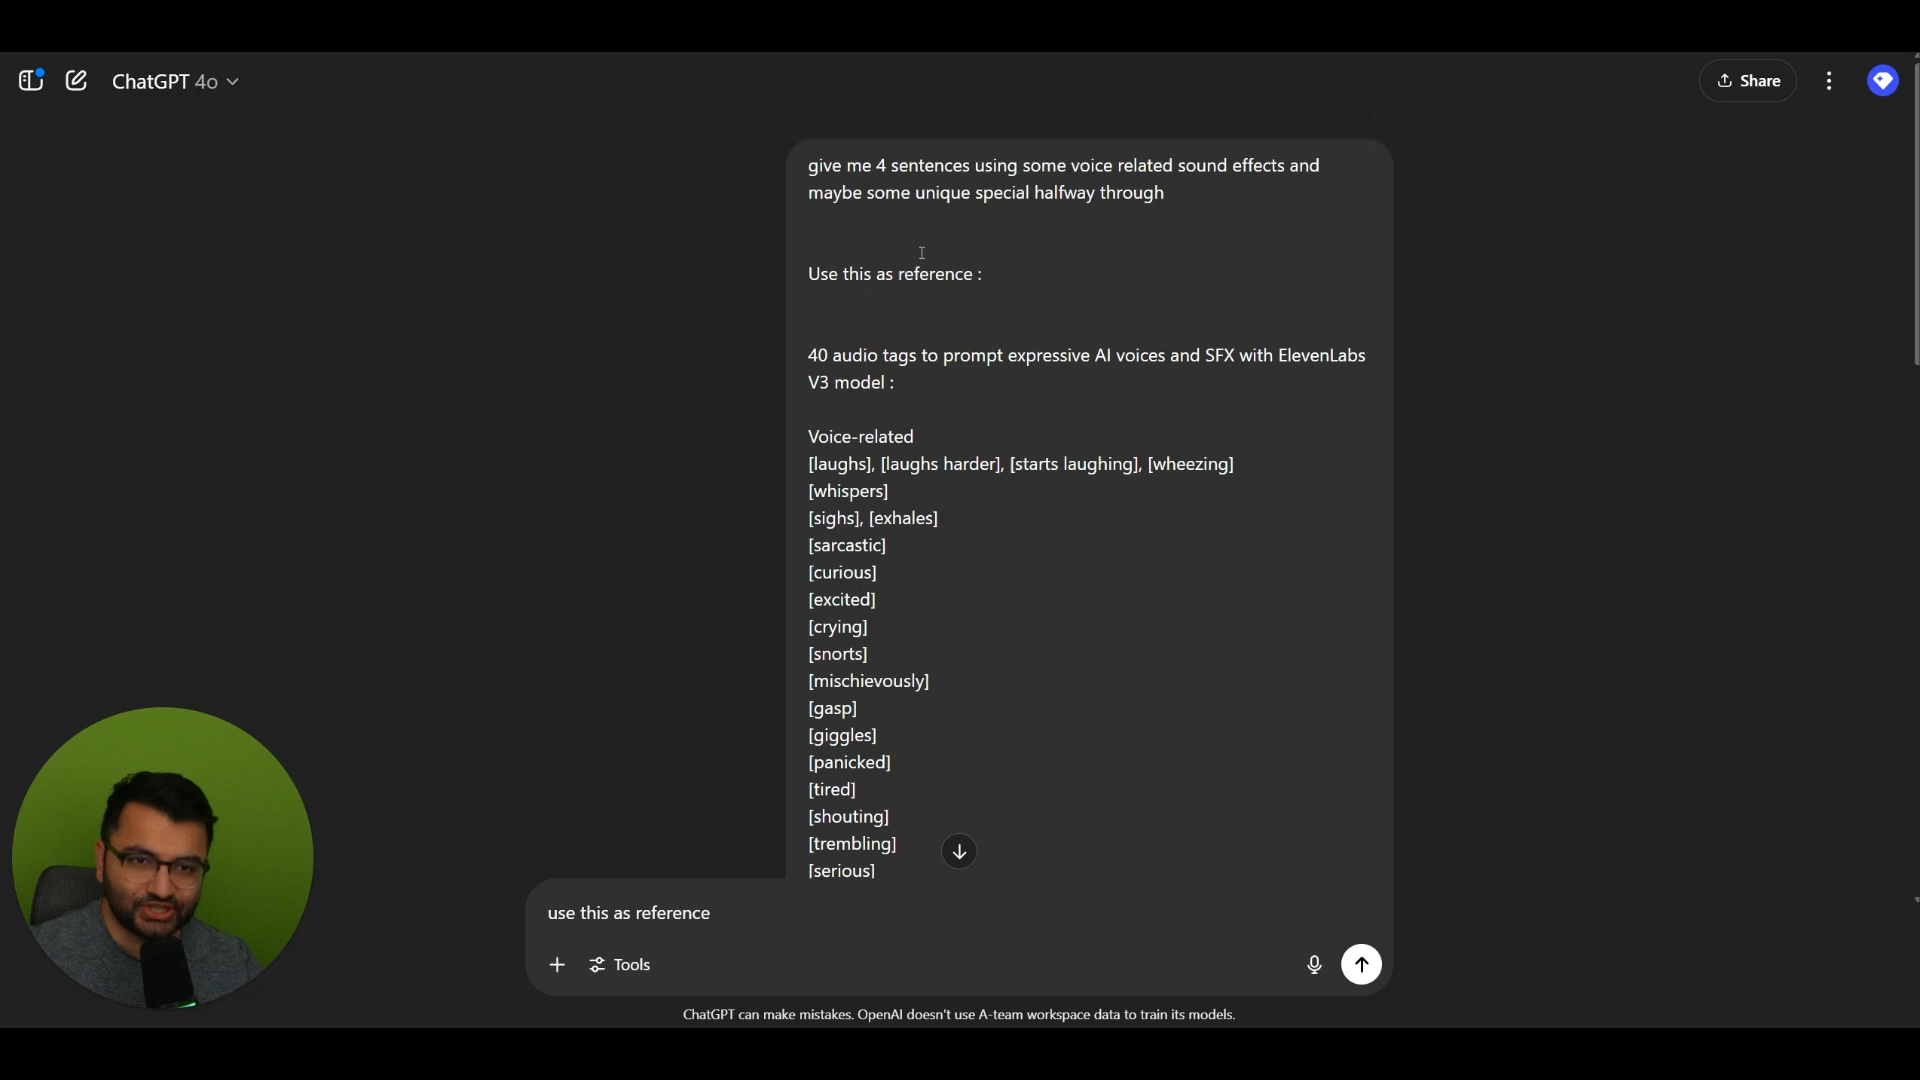 ChatGPT 4o
Share
give me 4 sentences using some voice related sound effects and
maybe some unique special halfway through
Use this as reference :
40 audio tags to prompt expressive AI voices and SFX with ElevenLabs
V3 model :
Voice-related
[laughs], [laughs harder], [starts laughing], [wheezing]
[whispers]
[sighs], [exhales]
[sarcastic]
[curious]
[excited]
[crying]
[snorts]
[mischievously]
[gasp]
[giggles]
[panicked]
[tired]
[shouting]
[trembling]
[serious]
use this as reference
Tools
ChatGPT can make mistakes. OpenAI doesn't use A-team workspace data to train its models.